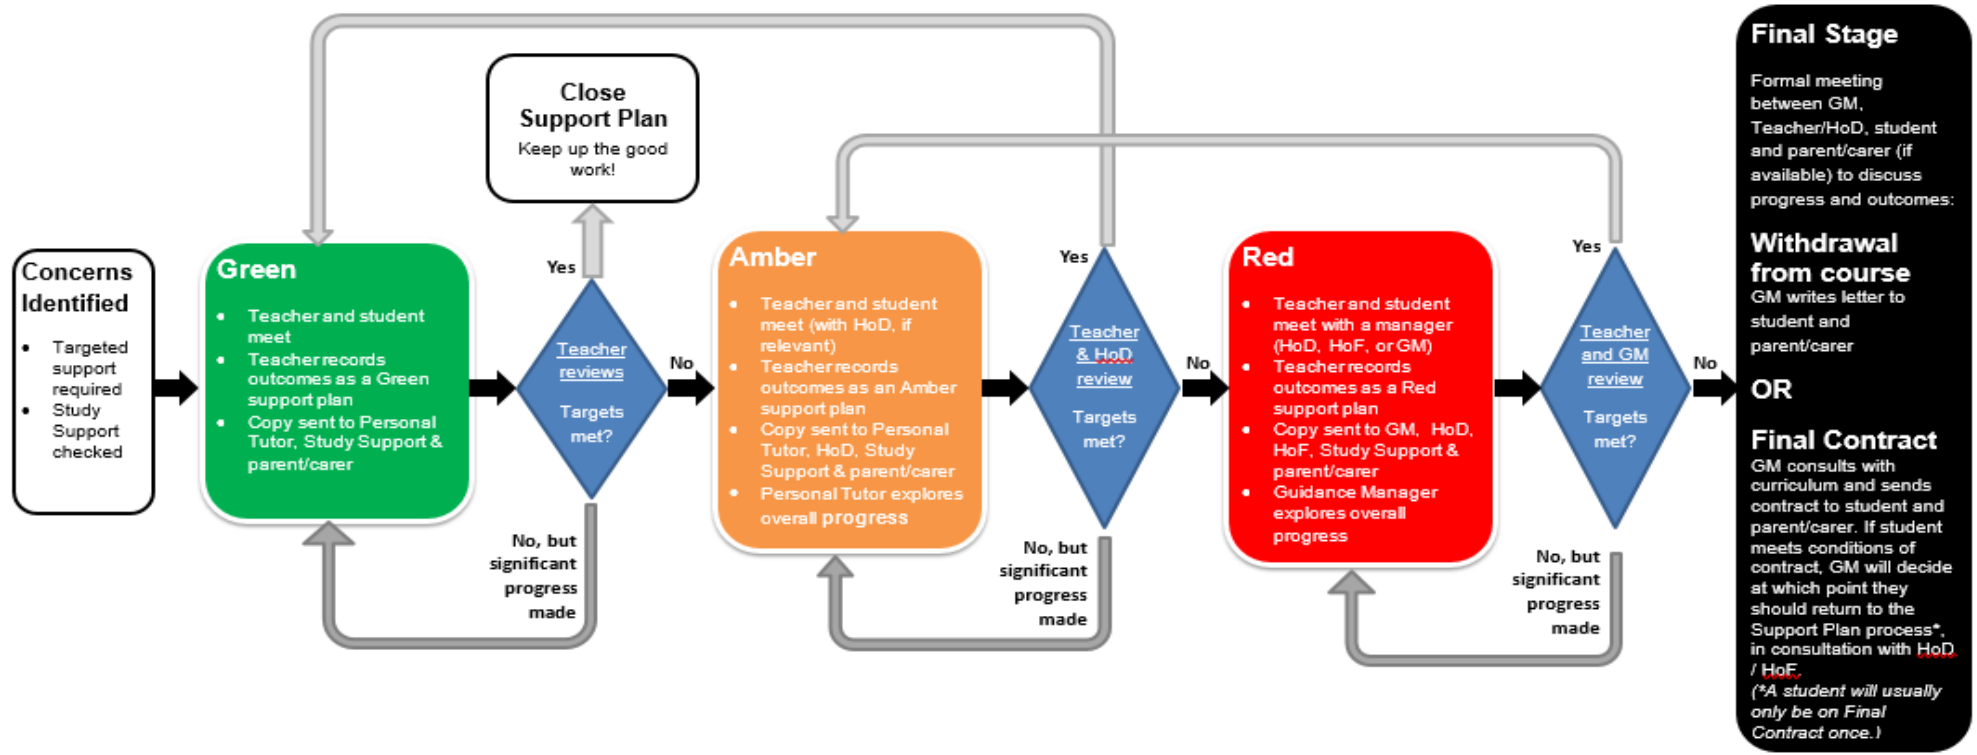 Concerns
Identified
• Targeted
support
required
• Study
Support
checked
Green
• Teacher and student
meet
• Teacher records
outcomes as a Green
support plan
• Copy sent to Personal
Tutor, Study Support &
parent/carer
Close
Support Plan
Keep up the good
work!
Yes
Teacher
reviews
Targets
met?
No
No, but
significant
progress
made
Amber
• Teacher and student
meet (with HoD, if
relevant)
• Teacher records
outcomes as an Amber
support plan
• Copy sent to Personal
Tutor, HoD, Study
Support & parent/carer
• Personal Tutor explores
overall progress
Yes
Teacher
& HoD
review
Targets
met?
No
No, but
significant
progress
made
Red
• Teacher and student
meet with a manager
(HoD, HoF, or GM)
• Teacher records
outcomes as a Red
support plan
• Copy sent to GM, HoD,
HoF, Study Support &
parent/carer
• Guidance Manager
explores overall
progress
Yes
Teacher
and GM
review
Targets
met?
No
No, but
significant
progress
made
Final Stage
Formal meeting
between GM,
Teacher/HoD, student
and parent/carer (if
available) to discuss
progress and outcomes:
Withdrawal
from course
GM writes letter to
student and
parent/carer
OR
Final Contract
GM consults with
curriculum and sends
contract to student and
parent/carer. If student
meets conditions of
contract, GM will decide
at which point they
should return to the
Support Plan process*,
in consultation with HoD
/ HoF.
(*A student will usually
only be on Final
Contract once.)